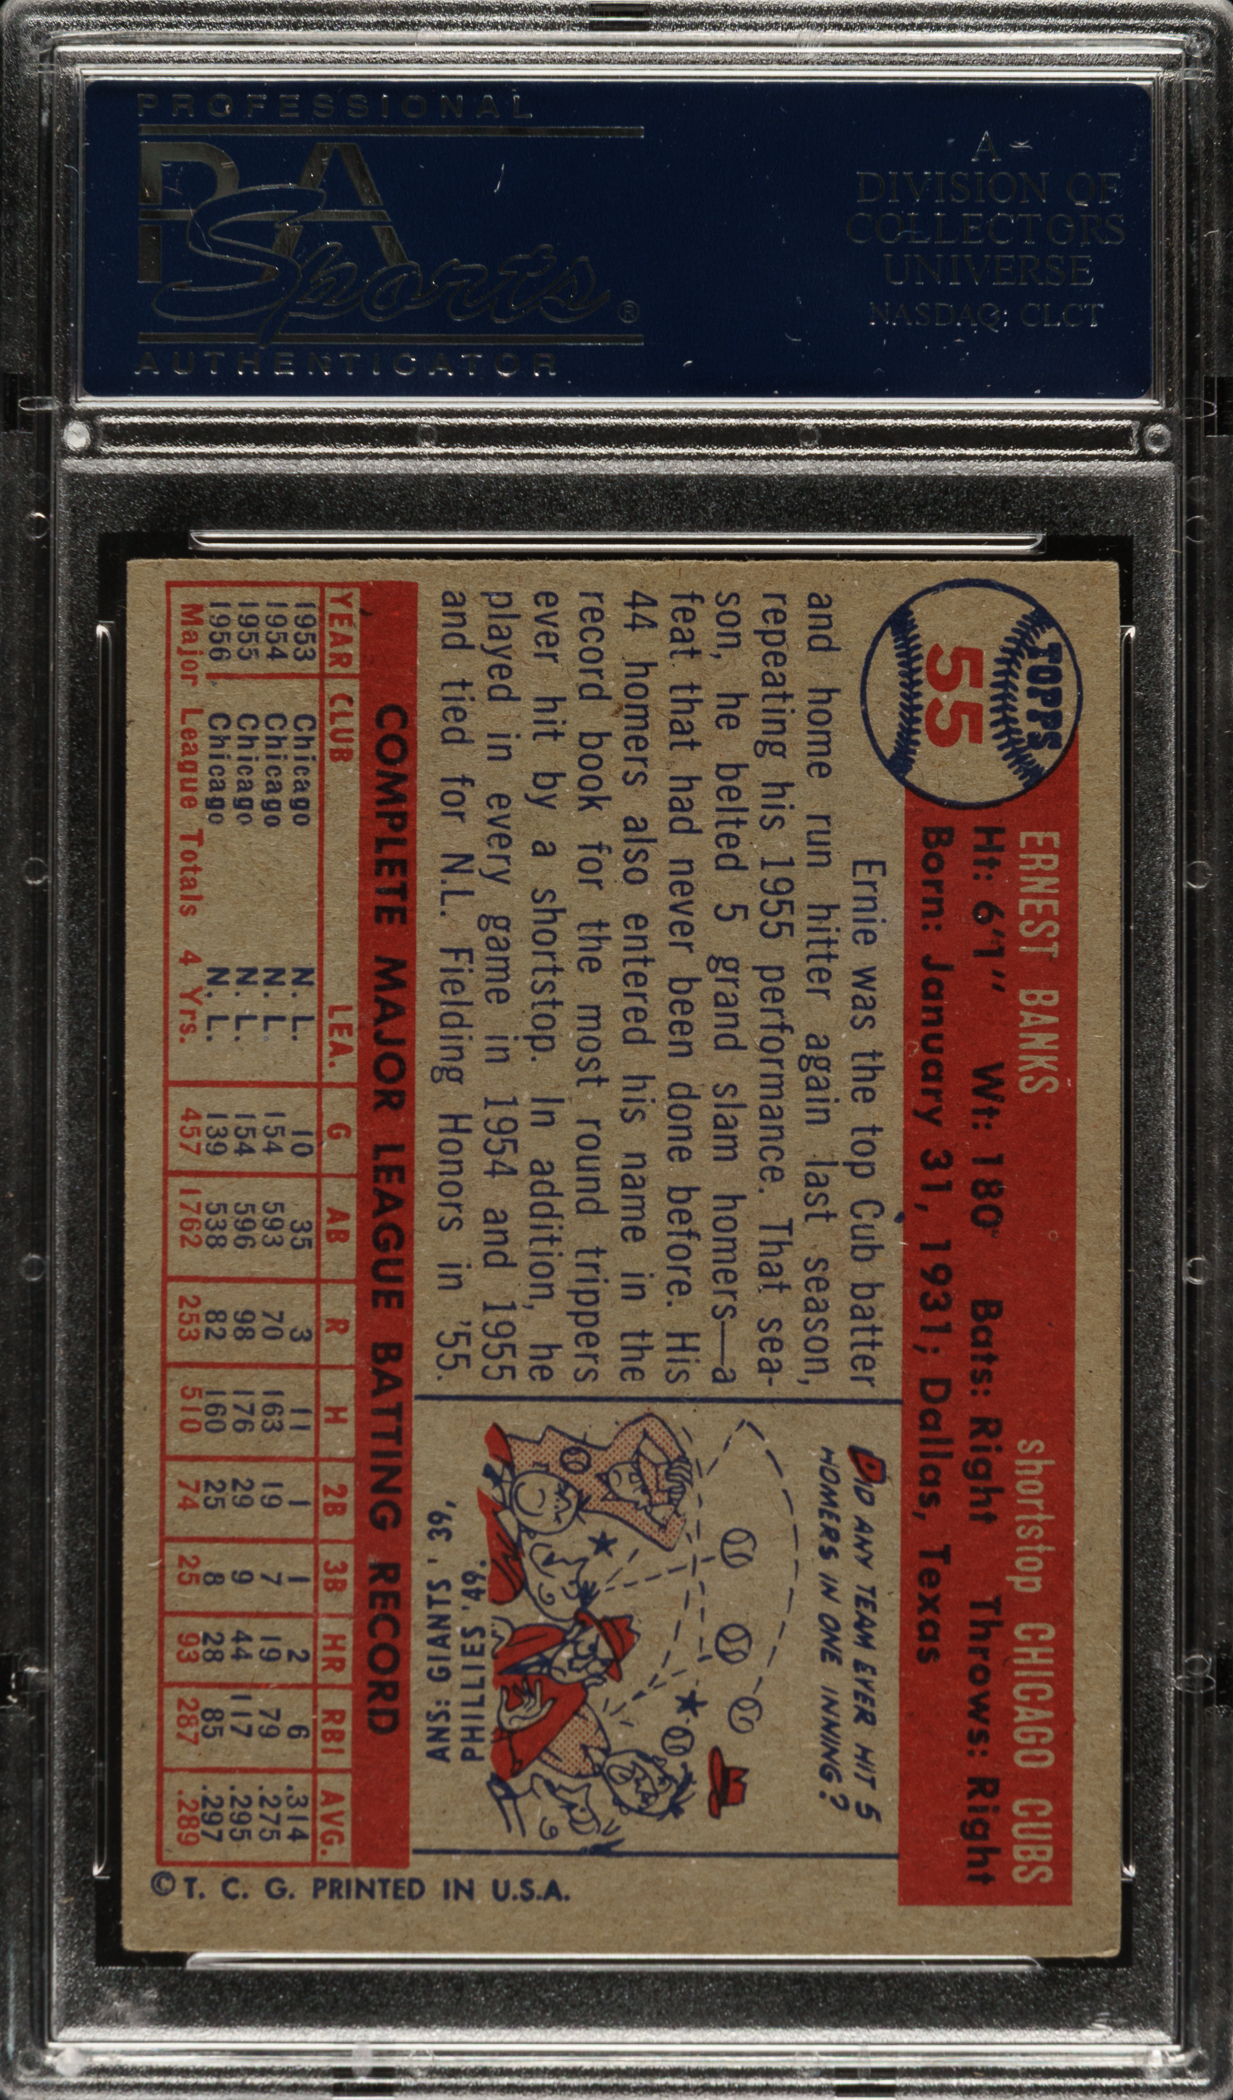 PROFESSIONAL
PSA
Sports®
AUTHENTICATOR
A
DIVISION OF
COLLECTORS
UNIVERSE
NASDAQ: CLCT
TOPPS
55
ERNEST BANKS shortstop CHICAGO CUBS
Ht: 6'1" Wt: 180 Bats: Right Throws: Right
Born: January 31, 1931; Dallas, Texas
Ernie was the top Cub batter
and home run hitter again last season,
repeating his 1955 performance. That sea-
son, he belted 5 grand slam homers—a
feat that had never been done before. His
44 homers also entered his name in the
record book for the most round trippers
ever hit by a shortstop. In addition, he
played in every game in 1954 and 1955
and tied for N.L. Fielding Honors in '55.
DID ANY TEAM EVER HIT 5
HOMERS IN ONE INNING?
ANS: GIANTS, '39,
PHILLIES, '49.
COMPLETE MAJOR LEAGUE BATTING RECORD
YEAR CLUB LEA. G AB R H 2B 3B HR RBI AVG.
1953 Chicago N. L. 10 35 3 11 1 1 2 6 .314
1954 Chicago N. L. 154 593 70 163 19 7 19 79 .275
1955 Chicago N. L. 154 596 98 176 29 9 44 117 .295
1956 Chicago N. L. 139 538 82 160 25 8 28 85 .297
Major League Totals 4 Yrs. 457 1762 253 510 74 25 93 287 .289
© T. C. G. PRINTED IN U.S.A.